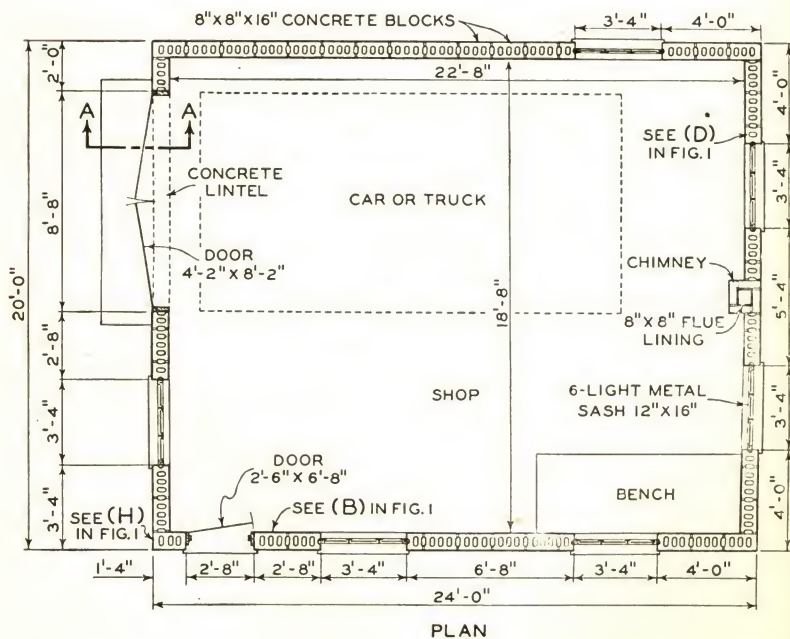 8"X8"X16" CONCRETE BLOCKS
3'-4"
4'-0"
2'-0"
22'-8"
4'-0"
A
A
SEE (D)
IN FIG.1
CONCRETE
LINTEL
CAR OR TRUCK
3'-4"
8'-8"
DOOR
4'-2" X 8'-2"
CHIMNEY
20'-0"
18'-8"
5'-4"
8"X8" FLUE
LINING
2'-8"
SHOP
6-LIGHT METAL
SASH 12"X16"
3'-4"
3'-4"
DOOR
2'-6"X 6'-8"
BENCH
3'-4"
SEE (H)
IN FIG.1
SEE (B) IN FIG.1
4'-0"
1'-4"
2'-8"
2'-8"
3'-4"
6'-8"
3'-4"
4'-0"
24'-0"
PLAN